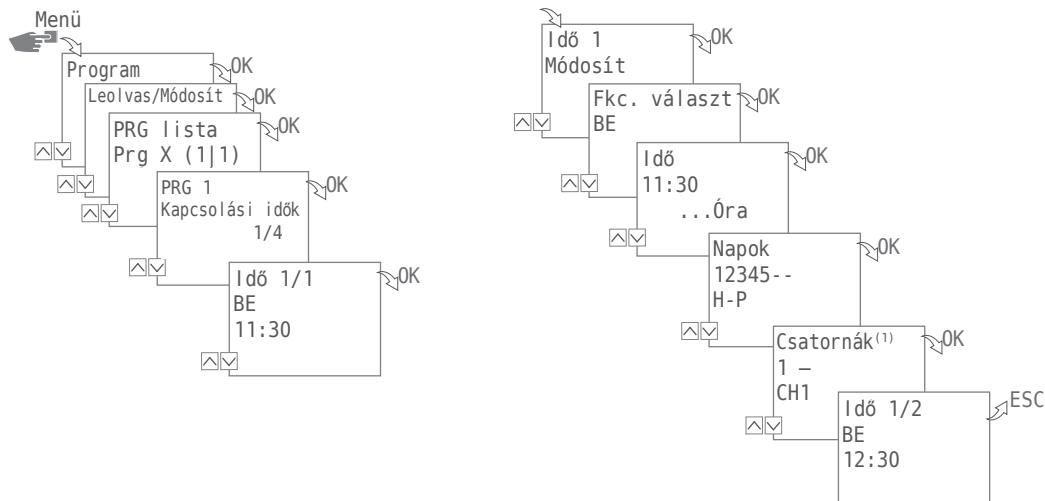 Menü
Program
OK
Leolvas/Módosít
OK
PRG lista
Prg X (1|1)
OK
PRG 1
Kapcsolási idők
1/4
OK
Idő 1/1
BE
11:30
OK
Idő 1
Módosít
OK
Fkc. választ
BE
OK
Idő
11:30
...Óra
OK
Napok
12345--
H-P
OK
Csatornák(1)
1 –
CH1
OK
Idő 1/2
BE
12:30
ESC